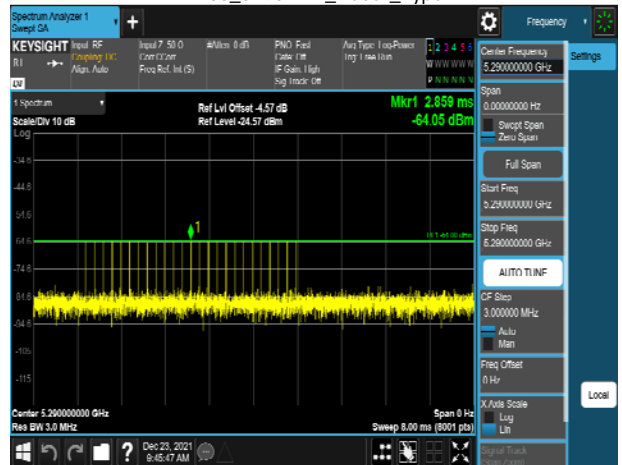 Spectrum Analyzer 1
Swept SA
+
Frequency
KEYSIGHT
Input: RF
Coupling: DC
Align: Auto
Input Z: 50 Ω
Corr CCorr
Freq Ref: Int (S)
#Atten: 0 dB
PNO: Fast
Gate: Off
IF Gain: High
Sig Track: Off
Avg Type: Log-Power
Trig: Free Run
1 2 3 4 5 6
W W W W W W
P N N N N N
Center Frequency
5.290000000 GHz
Settings
Span
0.00000000 Hz
Swept Span
Zero Span
Full Span
Start Freq
5.290000000 GHz
Stop Freq
5.290000000 GHz
AUTO TUNE
CF Step
3.000000 MHz
Auto
Man
Freq Offset
0 Hz
X Axis Scale
Log
Lin
Signal Track
Local
1 Spectrum
Scale/Div 10 dB
Ref Lvl Offset -4.57 dB
Ref Level -24.57 dBm
Mkr1 2.859 ms
-64.05 dBm
Log
-34.6
-44.6
-54.6
-64.6
-74.6
-84.6
-94.6
-105
-115
1
Center 5.290000000 GHz
Res BW 3.0 MHz
Span 0 Hz
Sweep 8.00 ms (8001 pts)
?
Dec 23, 2021
9:45:47 AM